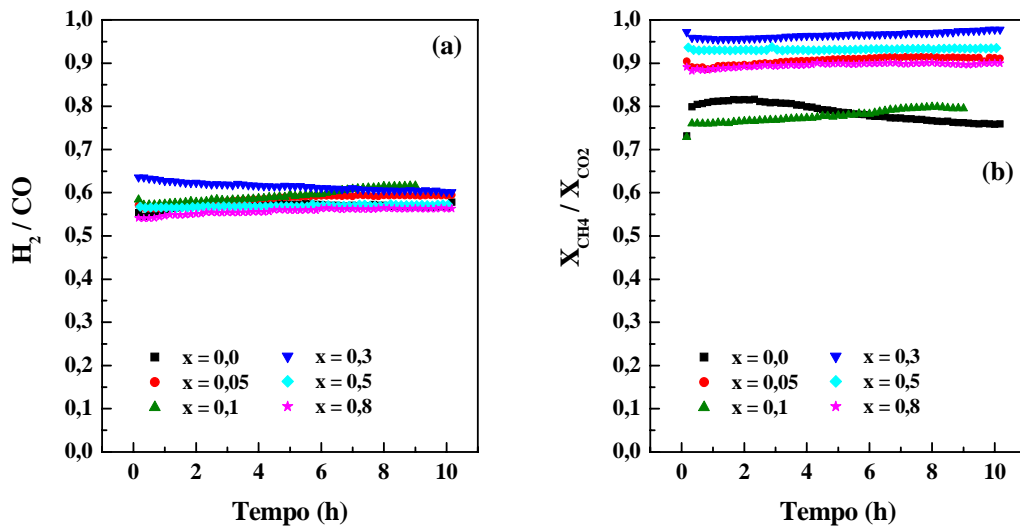 (a)
H2 / CO
1,0
0,9
0,8
0,7
0,6
0,5
0,4
0,3
0,2
0,1
0,0
x = 0,0
x = 0,05
x = 0,1
x = 0,3
x = 0,5
x = 0,8
0 2 4 6 8 10
Tempo (h)
(b)
XCH4 / XCO2
1,0
0,9
0,8
0,7
0,6
0,5
0,4
0,3
0,2
0,1
0,0
x = 0,0
x = 0,05
x = 0,1
x = 0,3
x = 0,5
x = 0,8
0 2 4 6 8 10
Tempo (h)